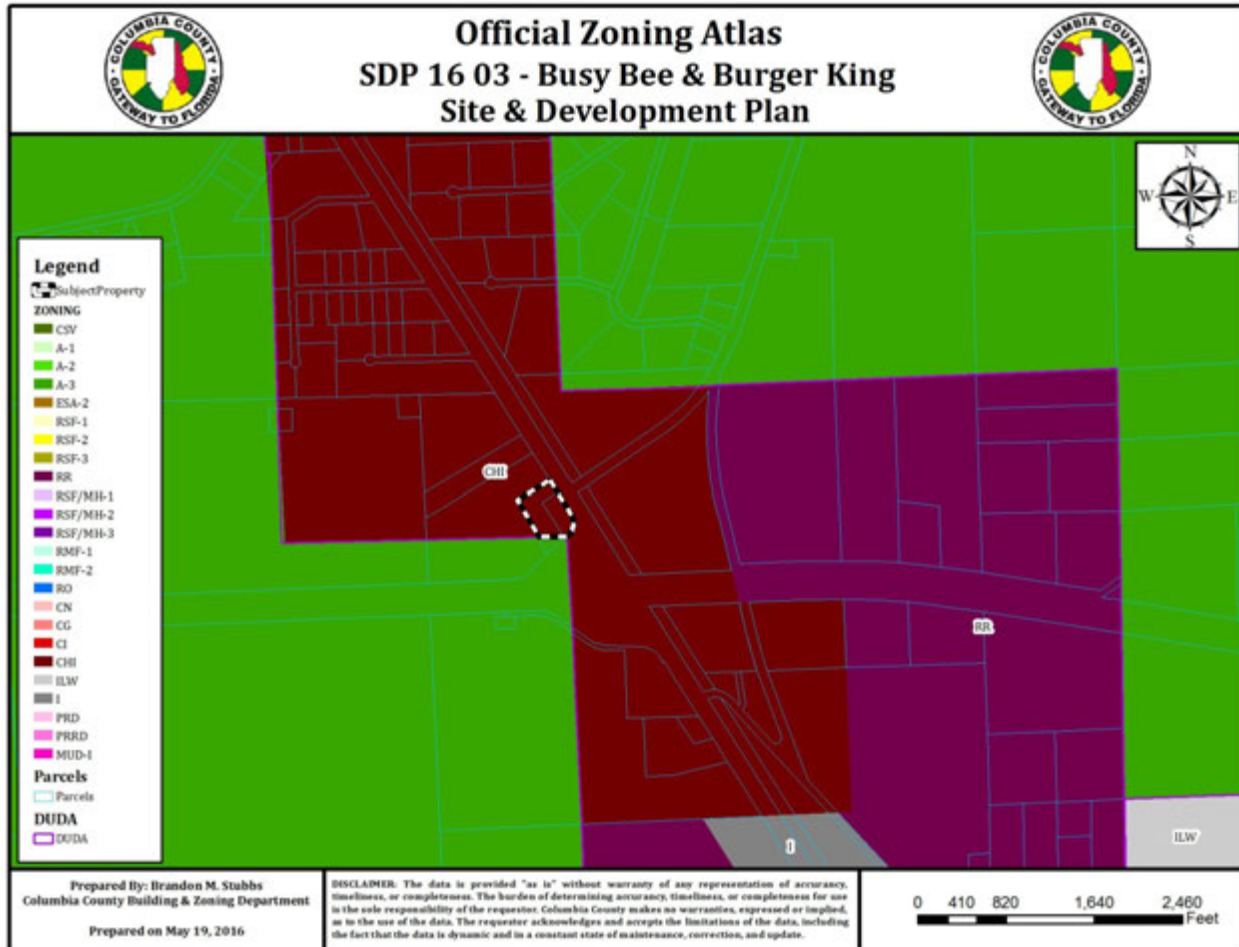 COLUMBIA COUNTY
GATEWAY TO FLORIDA
Official Zoning Atlas
SDP 16 03 - Busy Bee & Burger King
Site & Development Plan
COLUMBIA COUNTY
GATEWAY TO FLORIDA
N
W E
S
Legend
SubjectProperty
ZONING
CSV
A-1
A-2
A-3
ESA-2
RSF-1
RSF-2
RSF-3
RR
RSF/MH-1
RSF/MH-2
RSF/MH-3
RMF-1
RMF-2
RO
CN
CG
CI
CHI
ILW
I
PRD
PRRD
MUD-I
Parcels
Parcels
DUDA
DUDA
CHI
RR
I
ILW
Prepared By: Brandon M. Stubbs
Columbia County Building & Zoning Department
Prepared on May 19, 2016
DISCLAIMER: The data is provided "as is" without warranty of any representation of accurancy,
timeliness, or completeness. The burden of determining accurancy, timeliness, or completeness for use
is the sole responsibility of the requestor. Columbia County makes no warranties, expressed or implied,
as to the use of the data. The requestor acknowledges and accepts the limitations of the data, including
the fact that the data is dynamic and in a constant state of maintenance, correction, and update.
0 410 820 1,640 2,460
Feet